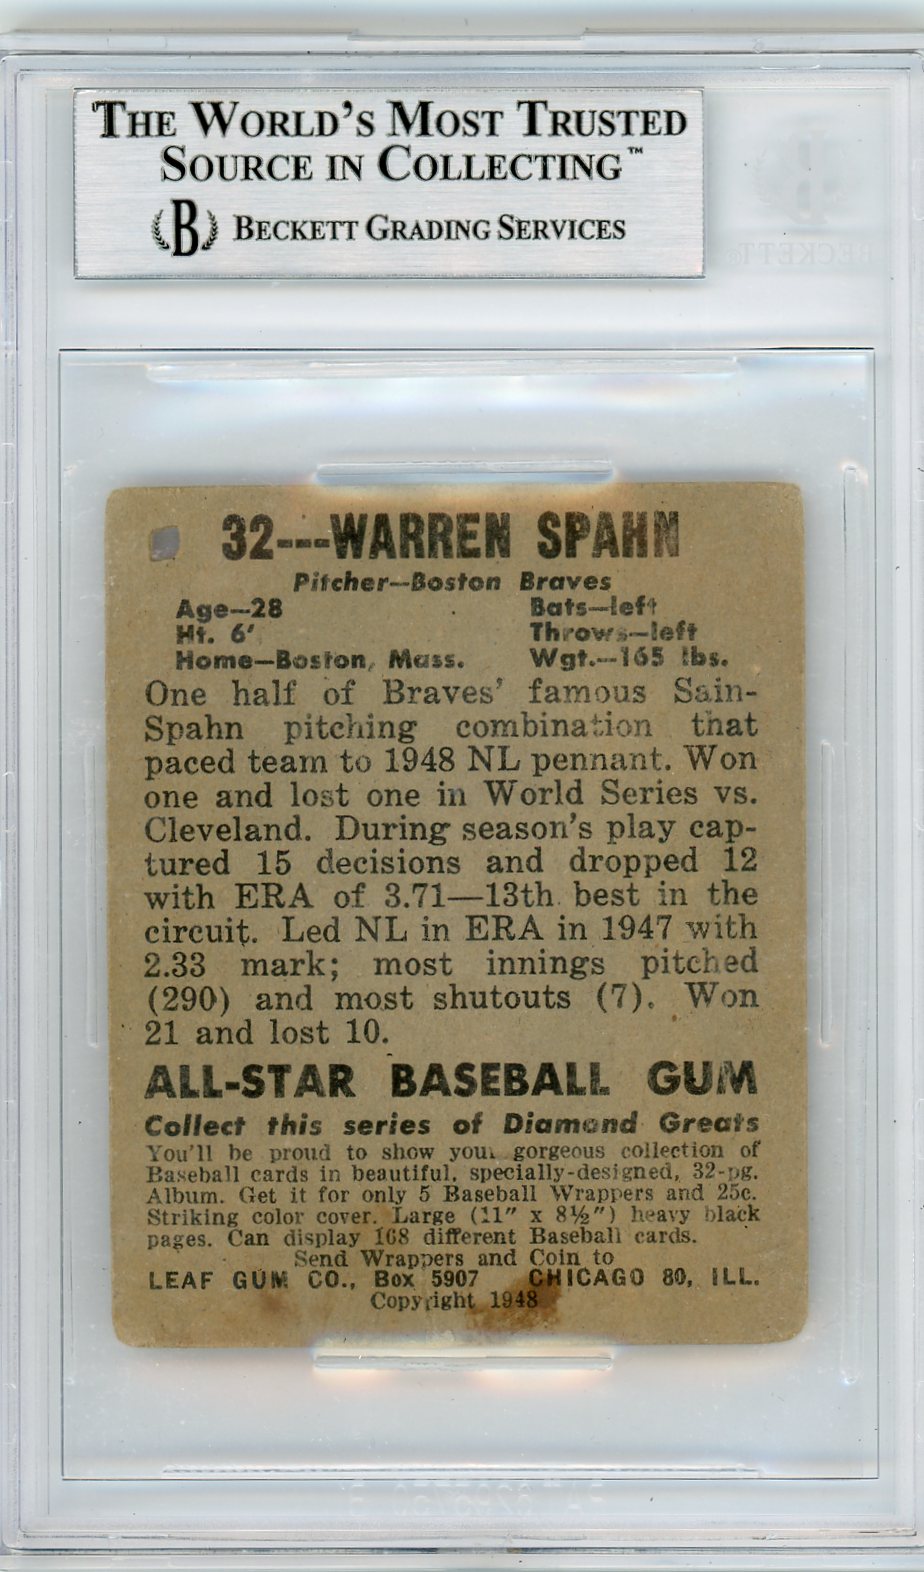 THE WORLD'S MOST TRUSTED
SOURCE IN COLLECTING™
B BECKETT GRADING SERVICES
BECKETT®
32---WARREN SPAHN
Pitcher—Boston Braves
Age—28 Bats—left
Ht. 6' Throws—left
Home—Boston, Mass. Wgt.—165 lbs.
One half of Braves' famous Sain-
Spahn pitching combination that
paced team to 1948 NL pennant. Won
one and lost one in World Series vs.
Cleveland. During season's play cap-
tured 15 decisions and dropped 12
with ERA of 3.71—13th best in the
circuit. Led NL in ERA in 1947 with
2.33 mark; most innings pitched
(290) and most shutouts (7). Won
21 and lost 10.
ALL-STAR BASEBALL GUM
Collect this series of Diamond Greats
You'll be proud to show your gorgeous collection of
Baseball cards in beautiful, specially-designed, 32-pg.
Album. Get it for only 5 Baseball Wrappers and 25c.
Striking color cover. Large (11" x 8½") heavy black
pages. Can display 168 different Baseball cards.
Send Wrappers and Coin to
LEAF GUM CO., Box 5907 CHICAGO 80, ILL.
Copyright 1948